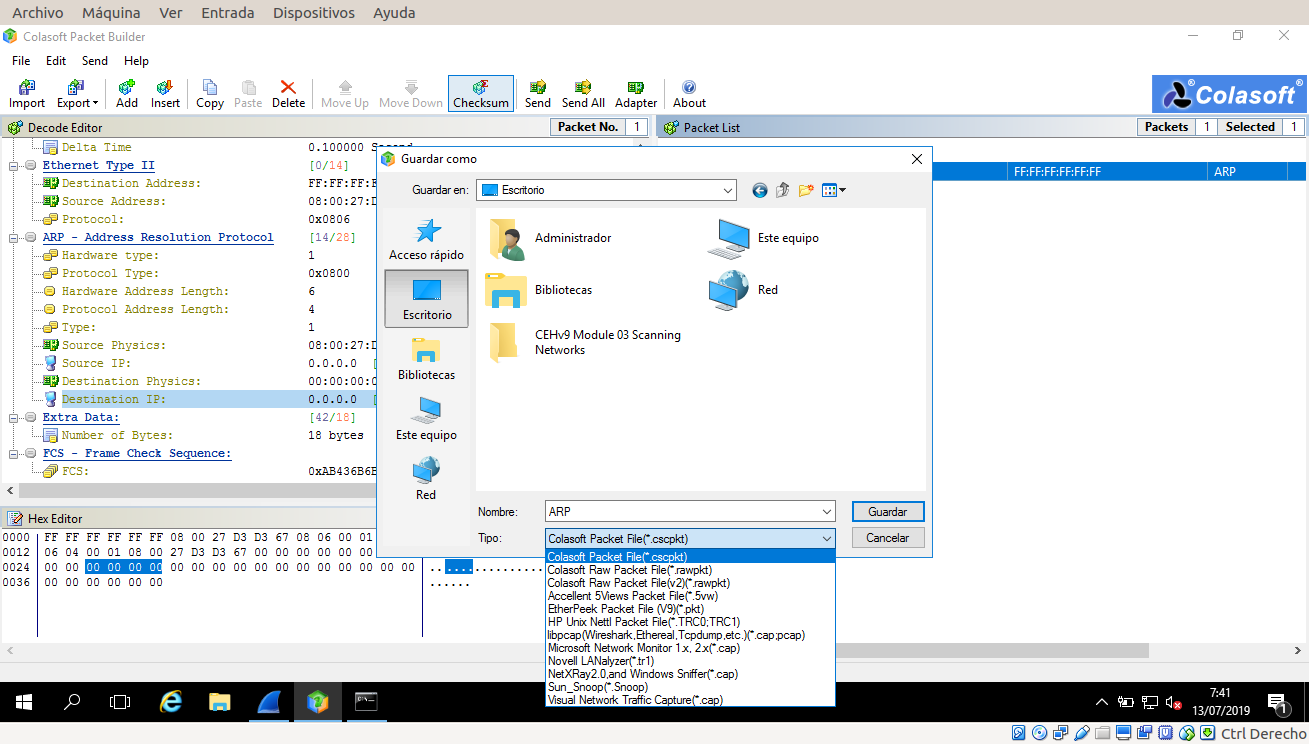 Archivo Máquina Ver Entrada Dispositivos Ayuda
Colasoft Packet Builder
File Edit Send Help
Import Export Add Insert Copy Paste Delete Move Up Move Down Checksum Send Send All Adapter About
Colasoft®
Decode Editor Packet No. 1
Packet List Packets 1 Selected 1
Delta Time 0.100000 Second
Ethernet Type II [0/14]
Destination Address: FF:FF:FF:
Source Address: 08:00:27:
Protocol: 0x0806
ARP - Address Resolution Protocol [14/28]
Hardware type: 1
Protocol Type: 0x0800
Hardware Address Length: 6
Protocol Address Length: 4
Type: 1
Source Physics: 08:00:27:
Source IP: 0.0.0.0 [
Destination Physics: 00:00:00:
Destination IP: 0.0.0.0 [
Extra Data: [42/18]
Number of Bytes: 18 bytes
FCS - Frame Check Sequence:
FCS: 0xAB436B6
FF:FF:FF:FF:FF:FF ARP
Guardar como
Guardar en: Escritorio
Acceso rápido
Escritorio
Bibliotecas
Este equipo
Red
Administrador
Este equipo
Bibliotecas
Red
CEHv9 Module 03 Scanning
Networks
Nombre: ARP Guardar
Tipo: Colasoft Packet File(*.cscpkt) Cancelar
Colasoft Packet File(*.cscpkt)
Colasoft Raw Packet File(*.rawpkt)
Colasoft Raw Packet File(v2)(*.rawpkt)
Accellent 5Views Packet File(*.5vw)
EtherPeek Packet File (V9)(*.pkt)
HP Unix Nettl Packet File(*.TRC0;TRC1)
libpcap(Wireshark,Ethereal,Tcpdump,etc.)(*.cap;pcap)
Microsoft Network Monitor 1.x, 2.x(*.cap)
Novell LANalyzer(*.tr1)
NetXRay2.0,and Windows Sniffer(*.cap)
Sun_Snoop(*.Snoop)
Visual Network Traffic Capture(*.cap)
Hex Editor
0000 FF FF FF FF FF FF 08 00 27 D3 D3 67 08 06 00 01
0012 06 04 00 01 08 00 27 D3 D3 67 00 00 00 00 00 00
0024 00 00 00 00 00 00 00 00 00 00 00 00 00 00 00 00 00 00 ................
0036 00 00 00 00 00 00 ......
7:41
13/07/2019
1
Ctrl Derecho